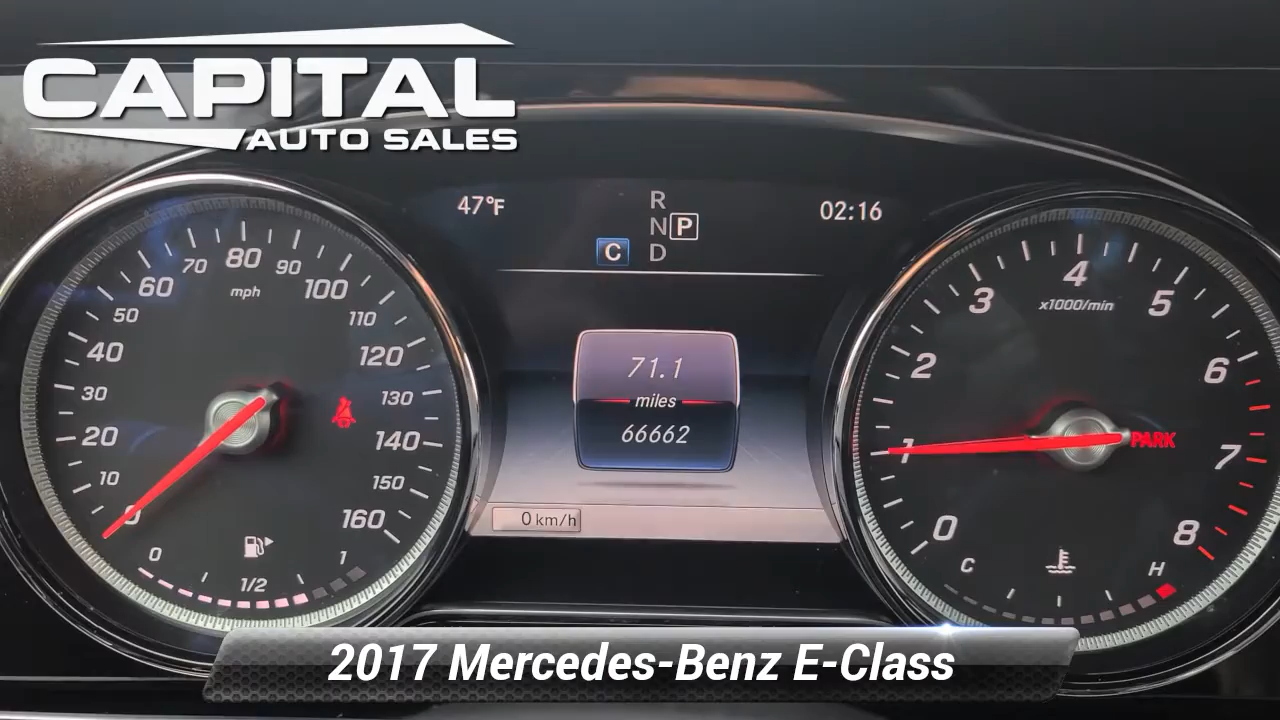 CAPITAL
AUTO SALES
47°F
R
N P
C D
02:16
0
10
20
30
40
50
60
70
80
90
100
110
120
130
140
150
160
mph
0
1/2
1
71.1
miles
66662
0 km/h
0
1
2
3
4
5
6
7
8
x1000/min
PARK
C
H
2017 Mercedes-Benz E-Class